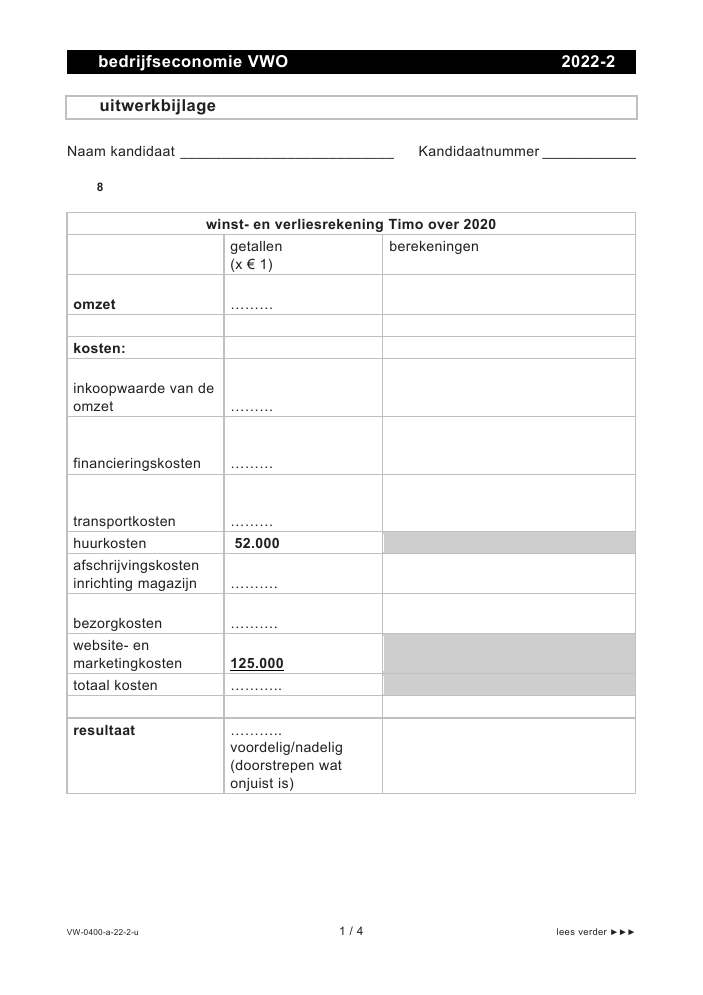 bedrijfseconomie VWO 2022-2
uitwerkbijlage
Naam kandidaat __________________________ Kandidaatnummer ___________
8
winst- en verliesrekening Timo over 2020
getallen berekeningen
(x € 1)
omzet ………
kosten:
inkoopwaarde van de
omzet ………
financieringskosten ………
transportkosten ………
huurkosten 52.000
afschrijvingskosten
inrichting magazijn ……….
bezorgkosten ……….
website- en
marketingkosten 125.000
totaal kosten ………..
resultaat ………..
voordelig/nadelig
(doorstrepen wat
onjuist is)
VW-0400-a-22-2-u 1 / 4 lees verder ►►►